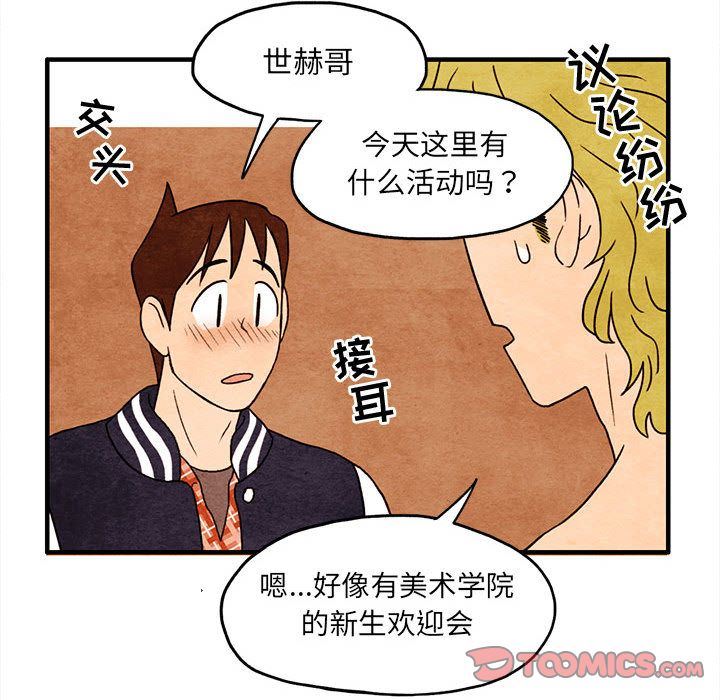 世赫哥
今天这里有
什么活动吗？
交头
接耳
议论纷纷
嗯…好像有美术学院
的新生欢迎会
TOOMICS.com